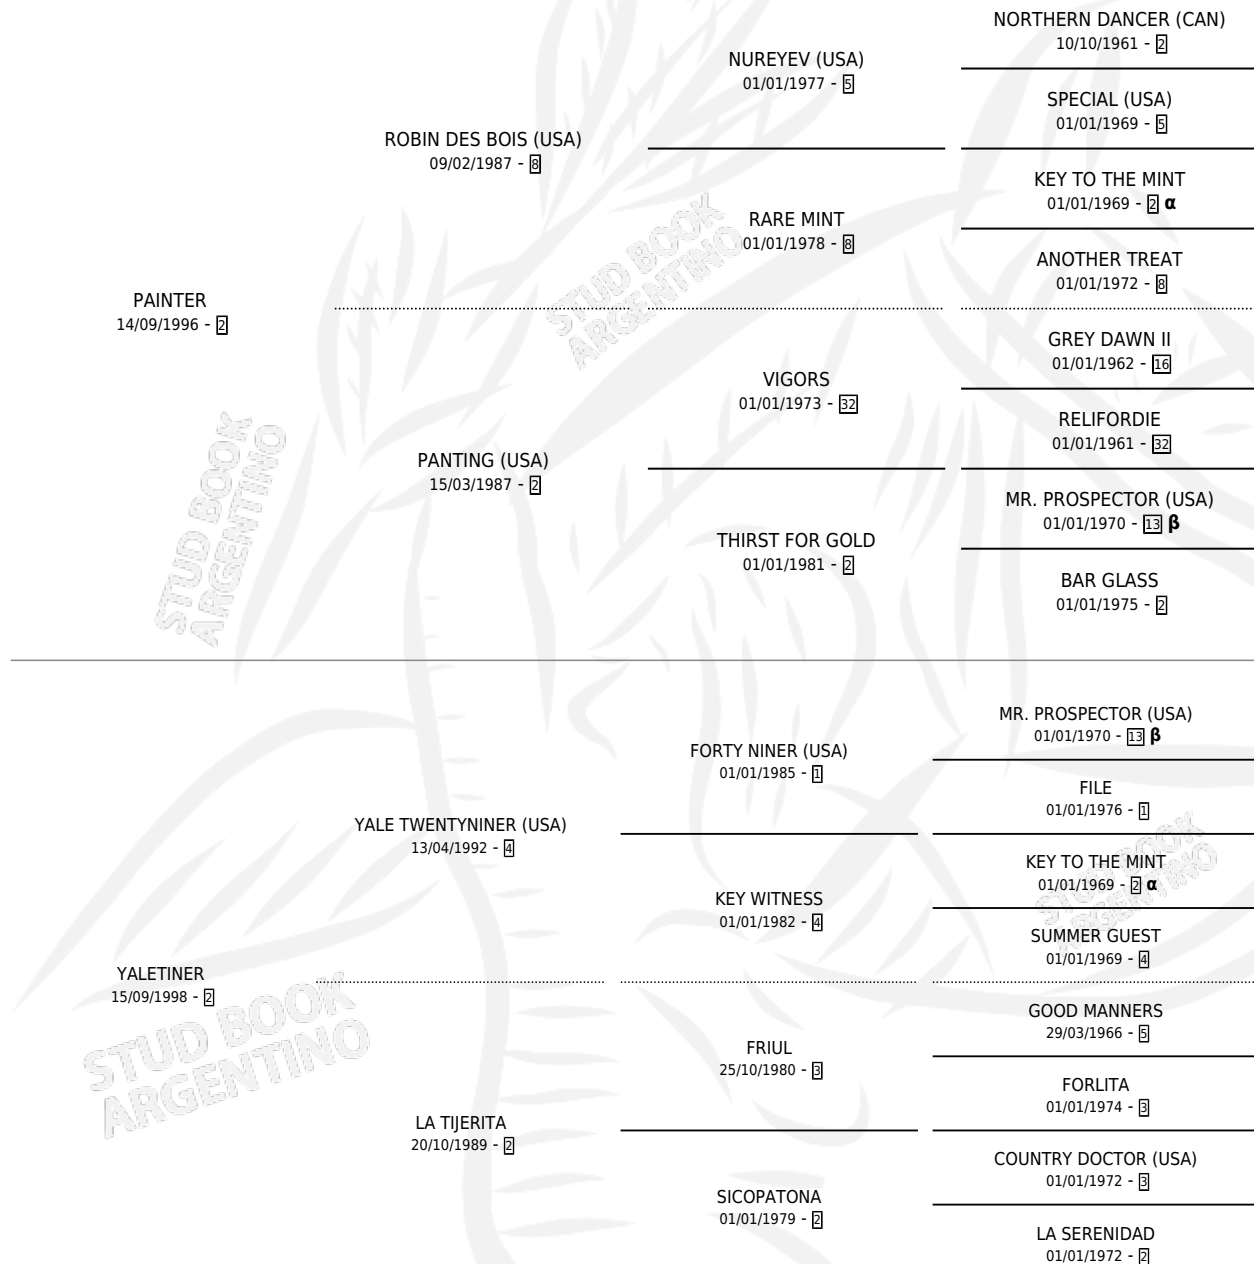 NORTHERN DANCER (CAN)
10/10/1961 - 2
NUREYEV (USA)
01/01/1977 - 5
SPECIAL (USA)
01/01/1969 - 5
ROBIN DES BOIS (USA)
09/02/1987 - 8
KEY TO THE MINT
01/01/1969 - 2 α
RARE MINT
01/01/1978 - 8
ANOTHER TREAT
01/01/1972 - 8
PAINTER
14/09/1996 - 2
GREY DAWN II
01/01/1962 - 16
VIGORS
01/01/1973 - 32
RELIFORDIE
01/01/1961 - 32
PANTING (USA)
15/03/1987 - 2
MR. PROSPECTOR (USA)
01/01/1970 - 13 β
THIRST FOR GOLD
01/01/1981 - 2
BAR GLASS
01/01/1975 - 2
MR. PROSPECTOR (USA)
01/01/1970 - 13 β
FORTY NINER (USA)
01/01/1985 - 1
FILE
01/01/1976 - 1
YALE TWENTYNINER (USA)
13/04/1992 - 4
KEY TO THE MINT
01/01/1969 - 2 α
KEY WITNESS
01/01/1982 - 4
SUMMER GUEST
01/01/1969 - 4
YALETINER
15/09/1998 - 2
GOOD MANNERS
29/03/1966 - 5
FRIUL
25/10/1980 - 3
FORLITA
01/01/1974 - 3
LA TIJERITA
20/10/1989 - 2
COUNTRY DOCTOR (USA)
01/01/1972 - 3
SICOPATONA
01/01/1979 - 2
LA SERENIDAD
01/01/1972 - 2
STUD BOOK
ARGENTINO
STUD BOOK
ARGENTINO
STUD BOOK
ARGENTINO
STUD BOOK
ARGENTINO